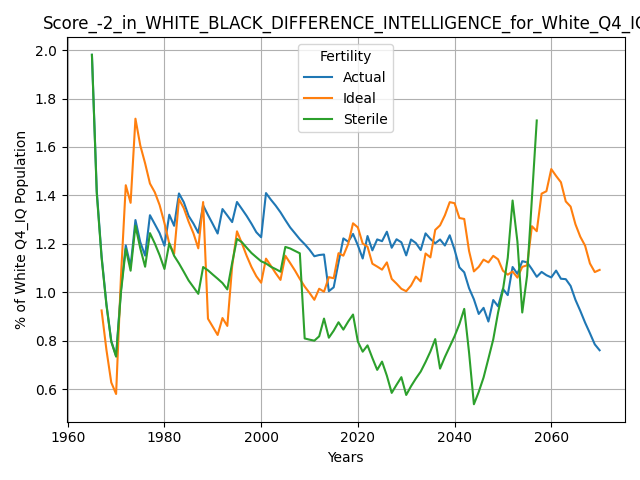 Score_-2_in_WHITE_BLACK_DIFFERENCE_INTELLIGENCE_for_White_Q4_IQ
Fertility
Actual
Ideal
Sterile
% of White Q4_IQ Population
2.0
1.8
1.6
1.4
1.2
1.0
0.8
0.6
1960 1980 2000 2020 2040 2060
Years